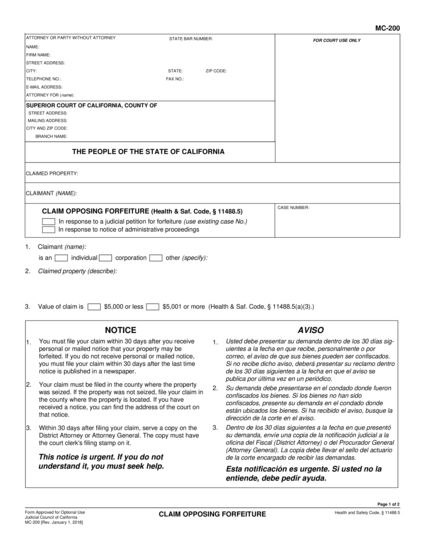 MC-200
ATTORNEY OR PARTY WITHOUT ATTORNEY STATE BAR NUMBER:
NAME:
FIRM NAME:
STREET ADDRESS:
CITY: STATE: ZIP CODE:
TELEPHONE NO.: FAX NO.:
E-MAIL ADDRESS:
ATTORNEY FOR (name):
FOR COURT USE ONLY
SUPERIOR COURT OF CALIFORNIA, COUNTY OF
STREET ADDRESS:
MAILING ADDRESS:
CITY AND ZIP CODE:
BRANCH NAME:
THE PEOPLE OF THE STATE OF CALIFORNIA
CLAIMED PROPERTY:
CLAIMANT (NAME):
CLAIM OPPOSING FORFEITURE (Health & Saf. Code, § 11488.5)
In response to a judicial petition for forfeiture (use existing case No.)
In response to notice of administrative proceedings
CASE NUMBER:
1. Claimant (name):
is an individual corporation other (specify):
2. Claimed property (describe):
3. Value of claim is $5,000 or less $5,001 or more (Health & Saf. Code, § 11488.5(a)(3).)
NOTICE
1. You must file your claim within 30 days after you receive
personal or mailed notice that your property may be
forfeited. If you do not receive personal or mailed notice,
you must file your claim within 30 days after the last time
notice is published in a newspaper.
2. Your claim must be filed in the county where the property
was seized. If the property was not seized, file your claim in
the county where the property is located. If you have
received a notice, you can find the address of the court on
that notice.
3. Within 30 days after filing your claim, serve a copy on the
District Attorney or Attorney General. The copy must have
the court clerk's filing stamp on it.
This notice is urgent. If you do not
understand it, you must seek help.
AVISO
1. Usted debe presentar su demanda dentro de los 30 días sig-
uientes a la fecha en que recibe, personalmente o por
correo, el aviso de que sus bienes pueden ser confiscados.
Si no recibe dicho aviso, deberá presentar su reclamo dentro
de los 30 días siguientes a la fecha en que el aviso se
publica por última vez en un periódico.
2. Su demanda debe presentarse en el condado donde fueron
confiscados los bienes. Si los bienes no han sido
confiscados, presente su demanda en el condado donde
están ubicados los bienes. Si ha recibido el aviso, busque la
dirección de la corte en el aviso.
3. Dentro de los 30 días siguientes a la fecha en que presentó
su demanda, envíe una copia de la notificación judicial a la
oficina del Fiscal (District Attorney) o del Procurador General
(Attorney General). La copia debe llevar el sello del actuario
de la corte encargado de recibir las demandas.
Esta notificación es urgente. Si usted no la
entiende, debe pedir ayuda.
Page 1 of 2
Form Approved for Optional Use
Judicial Council of California
MC-200 [Rev. January 1, 2018]
CLAIM OPPOSING FORFEITURE
Health and Safety Code, § 11488.5